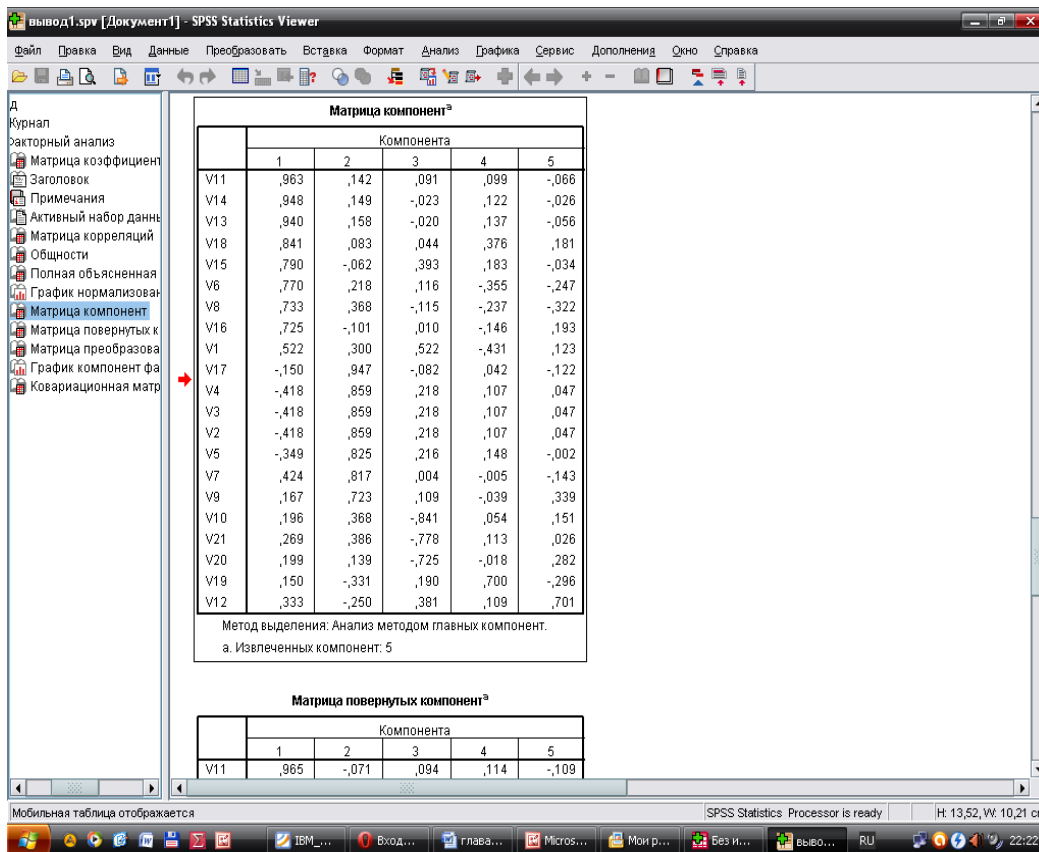 вывод1.spv [Документ1] - SPSS Statistics Viewer
Файл Правка Вид Данные Преобразовать Вставка Формат Анализ Графика Сервис Дополнения Окно Справка
д
Курнал
Факторный анализ
Матрица коэффициент
Заголовок
Примечания
Активный набор даннь
Матрица корреляций
Общности
Полная объясненная
График нормализован
Матрица компонент
Матрица повернутых к
Матрица преобразова
График компонент фа
Ковариационная матр
Матрица компонентᵃ
Компонента
1 2 3 4 5
V11 ,963 ,142 ,091 ,099 -,066
V14 ,948 ,149 -,023 ,122 -,026
V13 ,940 ,158 -,020 ,137 -,056
V18 ,841 ,083 ,044 ,376 ,181
V15 ,790 -,062 ,393 ,183 -,034
V6 ,770 ,218 ,116 -,355 -,247
V8 ,733 ,368 -,115 -,237 -,322
V16 ,725 -,101 ,010 -,146 ,193
V1 ,522 ,300 ,522 -,431 ,123
V17 -,150 ,947 -,082 ,042 -,122
V4 -,418 ,859 ,218 ,107 ,047
V3 -,418 ,859 ,218 ,107 ,047
V2 -,418 ,859 ,218 ,107 ,047
V5 -,349 ,825 ,216 ,148 -,002
V7 ,424 ,817 ,004 -,005 -,143
V9 ,167 ,723 ,109 -,039 ,339
V10 ,196 ,368 -,841 ,054 ,151
V21 ,269 ,386 -,778 ,113 ,026
V20 ,199 ,139 -,725 -,018 ,282
V19 ,150 -,331 ,190 ,700 -,296
V12 ,333 -,250 ,381 ,109 ,701
Метод выделения: Анализ методом главных компонент.
a. Извлеченных компонент: 5
Матрица повернутых компонентᵃ
Компонента
1 2 3 4 5
V11 ,965 -,071 ,094 ,114 -,109
Мобильная таблица отображается
SPSS Statistics Processor is ready
H: 13,52, W: 10,21 с
IBM_... Вход... глава... Micros... Мои р... Без и... выво... RU 22:22